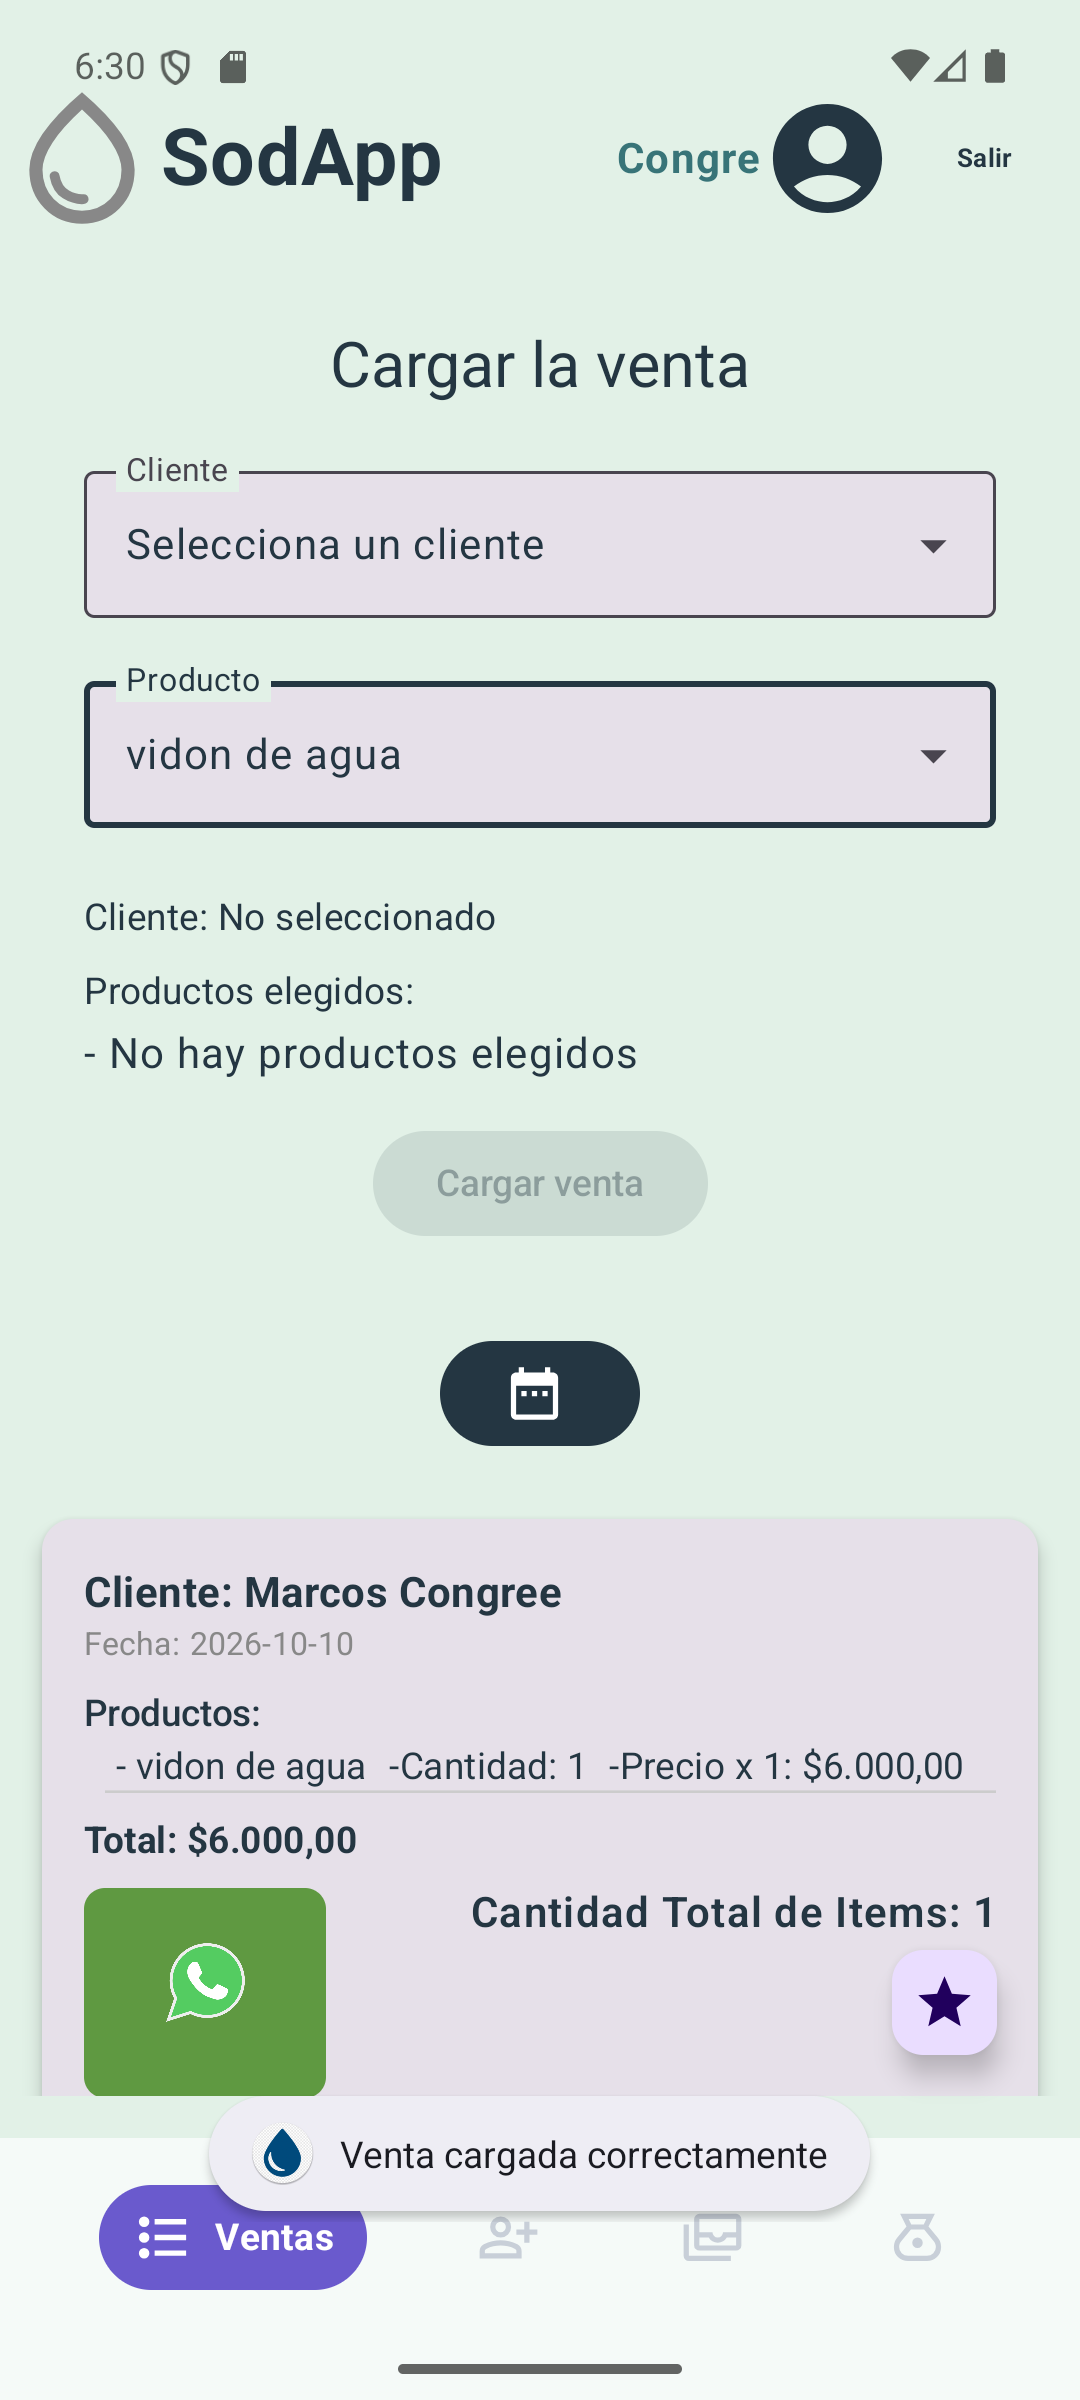 6:30
SodApp
Congre
Salir
Cargar la venta
Cliente
Selecciona un cliente
Producto
vidon de agua
Cliente: No seleccionado
Productos elegidos:
- No hay productos elegidos
Cargar venta
Cliente: Marcos Congree
Fecha: 2026-10-10
Productos:
- vidon de agua -Cantidad: 1 -Precio x 1: $6.000,00
Total: $6.000,00
Cantidad Total de Items: 1
Venta cargada correctamente
Ventas